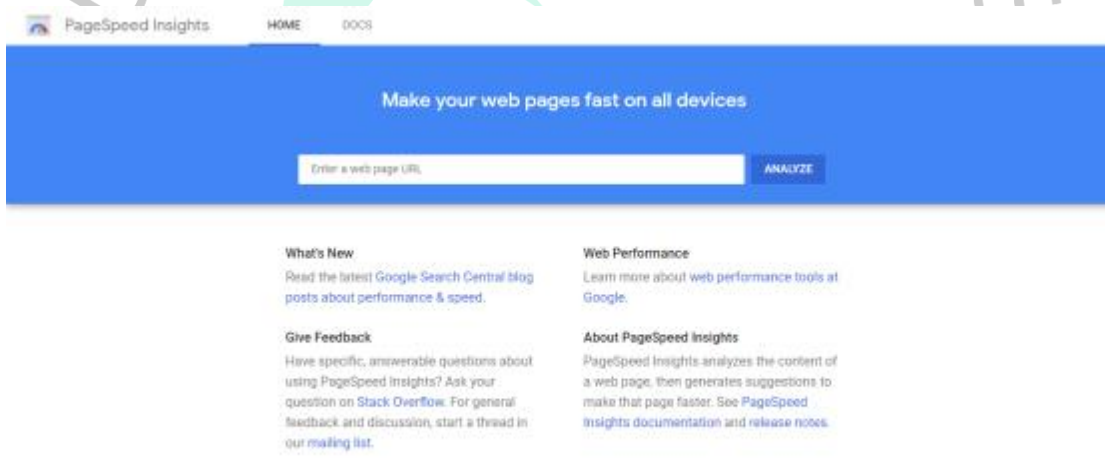 PageSpeed Insights HOME DOCS
Make your web pages fast on all devices
Enter a web page URL
ANALYZE
What's New
Read the latest Google Search Central blog
posts about performance & speed.
Web Performance
Learn more about web performance tools at
Google.
Give Feedback
Have specific, answerable questions about
using PageSpeed Insights? Ask your
question on Stack Overflow. For general
feedback and discussion, start a thread in
our mailing list.
About PageSpeed Insights
PageSpeed Insights analyzes the content of
a web page, then generates suggestions to
make that page faster. See PageSpeed
Insights documentation and release notes.